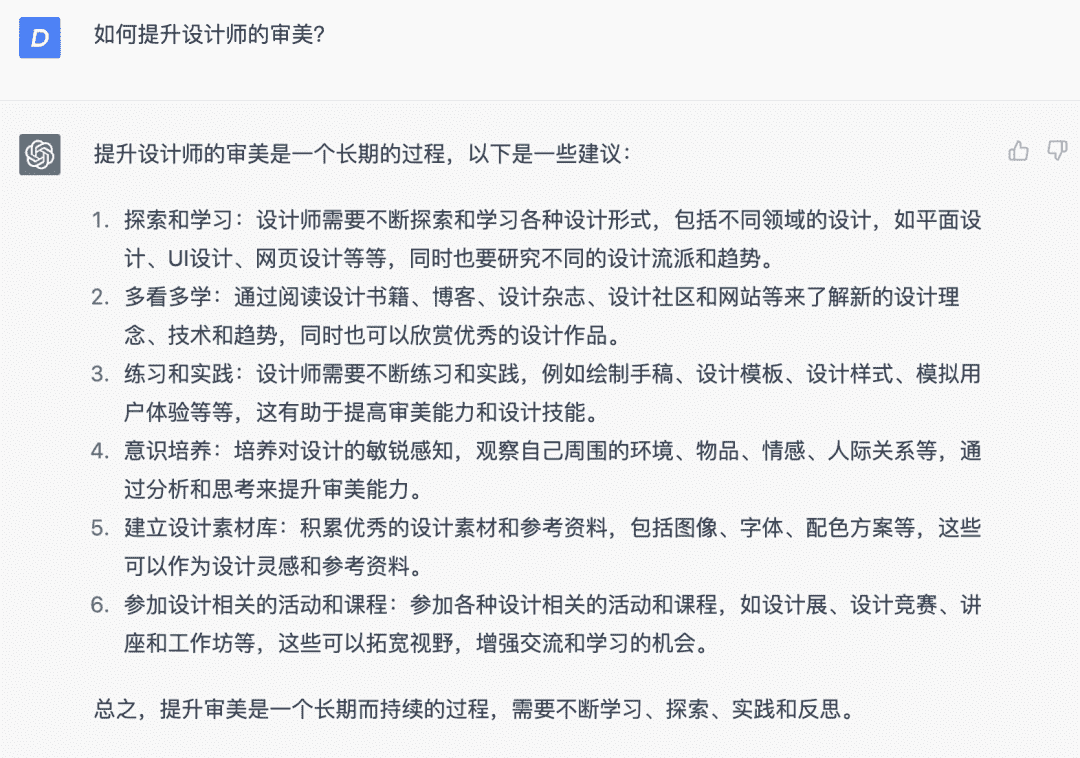 D
如何提升设计师的审美?
提升设计师的审美是一个长期的过程，以下是一些建议：
1. 探索和学习：设计师需要不断探索和学习各种设计形式，包括不同领域的设计，如平面设
计、UI设计、网页设计等等，同时也要研究不同的设计流派和趋势。
2. 多看多学：通过阅读设计书籍、博客、设计杂志、设计社区和网站等来了解新的设计理
念、技术和趋势，同时也可以欣赏优秀的设计作品。
3. 练习和实践：设计师需要不断练习和实践，例如绘制手稿、设计模板、设计样式、模拟用
户体验等等，这有助于提高审美能力和设计技能。
4. 意识培养：培养对设计的敏锐感知，观察自己周围的环境、物品、情感、人际关系等，通
过分析和思考来提升审美能力。
5. 建立设计素材库：积累优秀的设计素材和参考资料，包括图像、字体、配色方案等，这些
可以作为设计灵感和参考资料。
6. 参加设计相关的活动和课程：参加各种设计相关的活动和课程，如设计展、设计竞赛、讲
座和工作坊等，这些可以拓宽视野，增强交流和学习的机会。
总之，提升审美是一个长期而持续的过程，需要不断学习、探索、实践和反思。